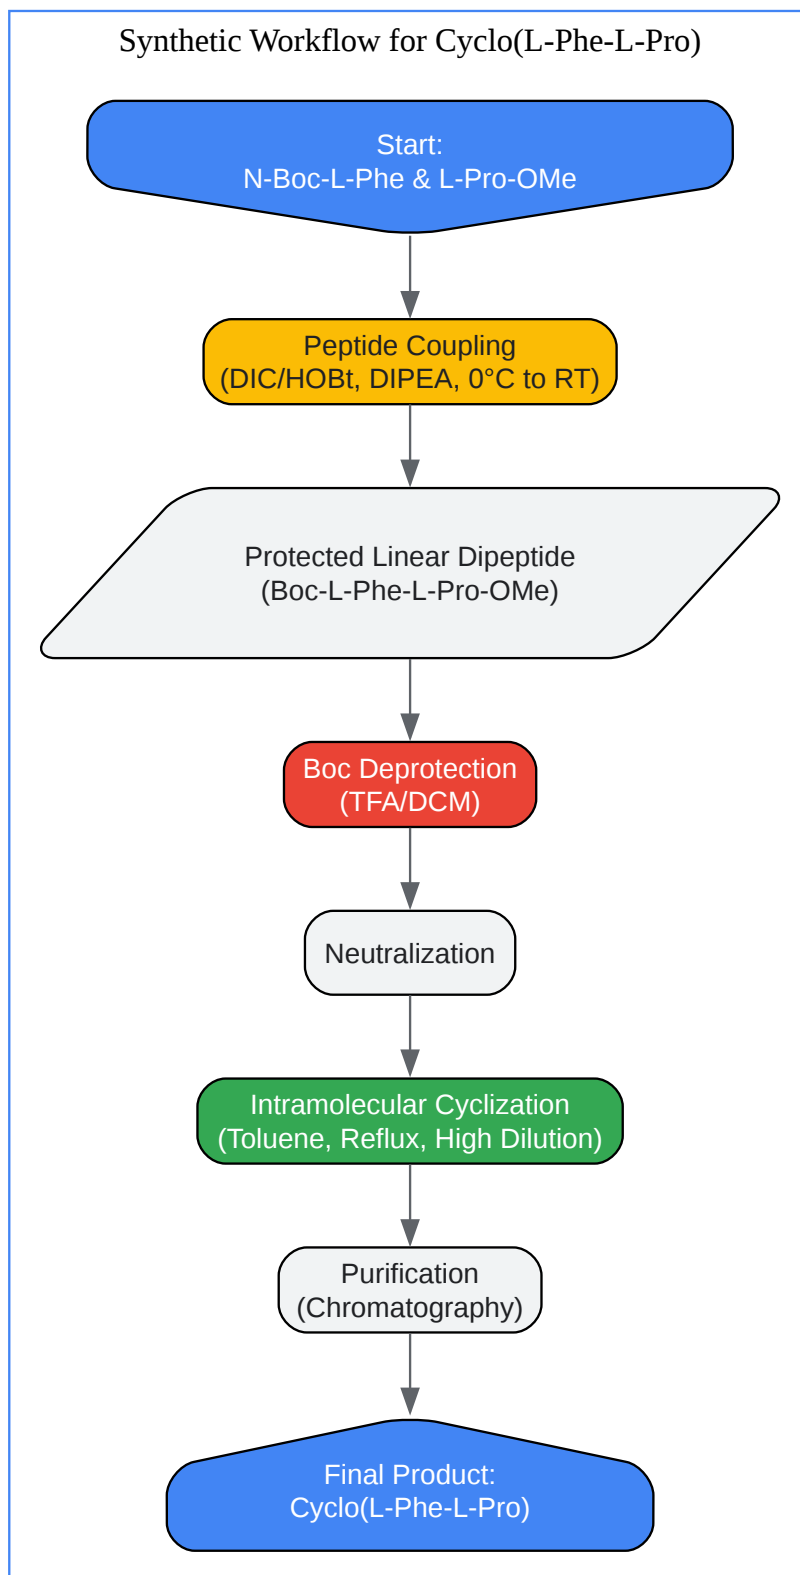 Synthetic Workflow for Cyclo(L-Phe-L-Pro)
Start:
N-Boc-L-Phe & L-Pro-OMe
Peptide Coupling
(DIC/HOBt, DIPEA, 0°C to RT)
Protected Linear Dipeptide
(Boc-L-Phe-L-Pro-OMe)
Boc Deprotection
(TFA/DCM)
Neutralization
Intramolecular Cyclization
(Toluene, Reflux, High Dilution)
Purification
(Chromatography)
Final Product:
Cyclo(L-Phe-L-Pro)